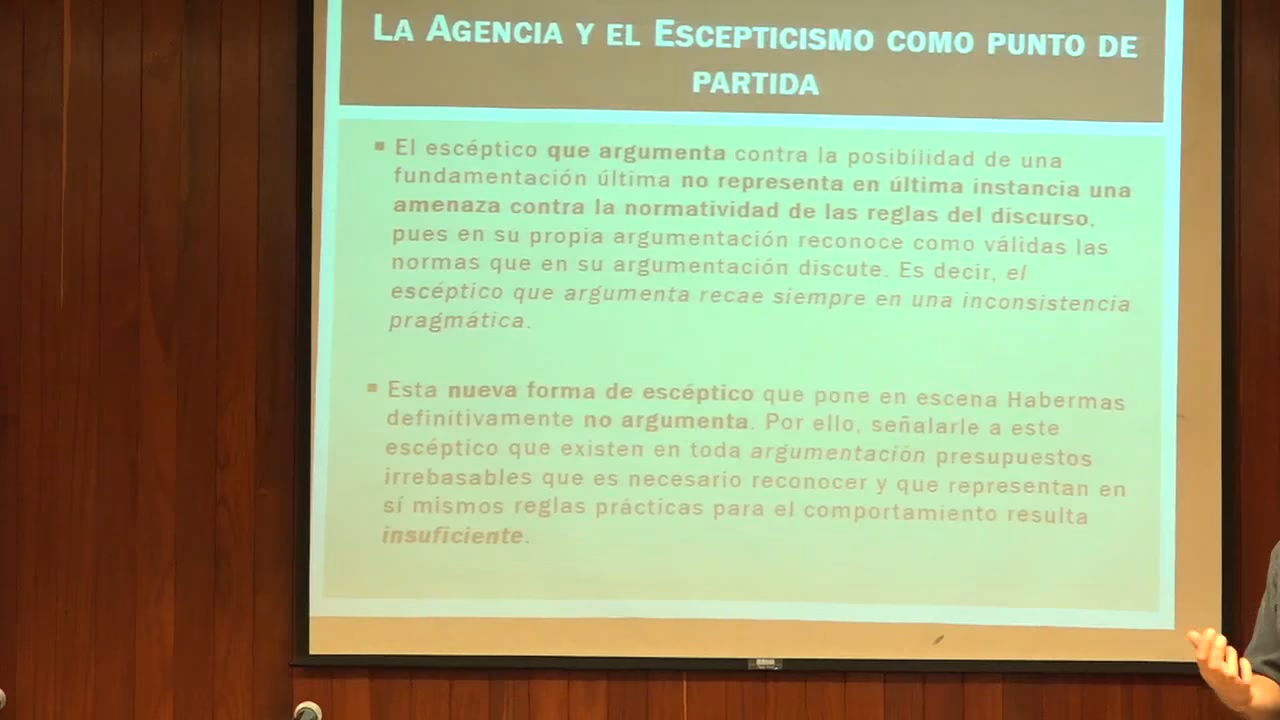 La Agencia y el Escepticismo como punto de
partida
▪ El escéptico que argumenta contra la posibilidad de una
fundamentación última no representa en última instancia una
amenaza contra la normatividad de las reglas del discurso,
pues en su propia argumentación reconoce como válidas las
normas que en su argumentación discute. Es decir, el
escéptico que argumenta recae siempre en una inconsistencia
pragmática.
▪ Esta nueva forma de escéptico que pone en escena Habermas
definitivamente no argumenta. Por ello, señalarle a este
escéptico que existen en toda argumentación presupuestos
irrebasables que es necesario reconocer y que representan en
sí mismos reglas prácticas para el comportamiento resulta
insuficiente.